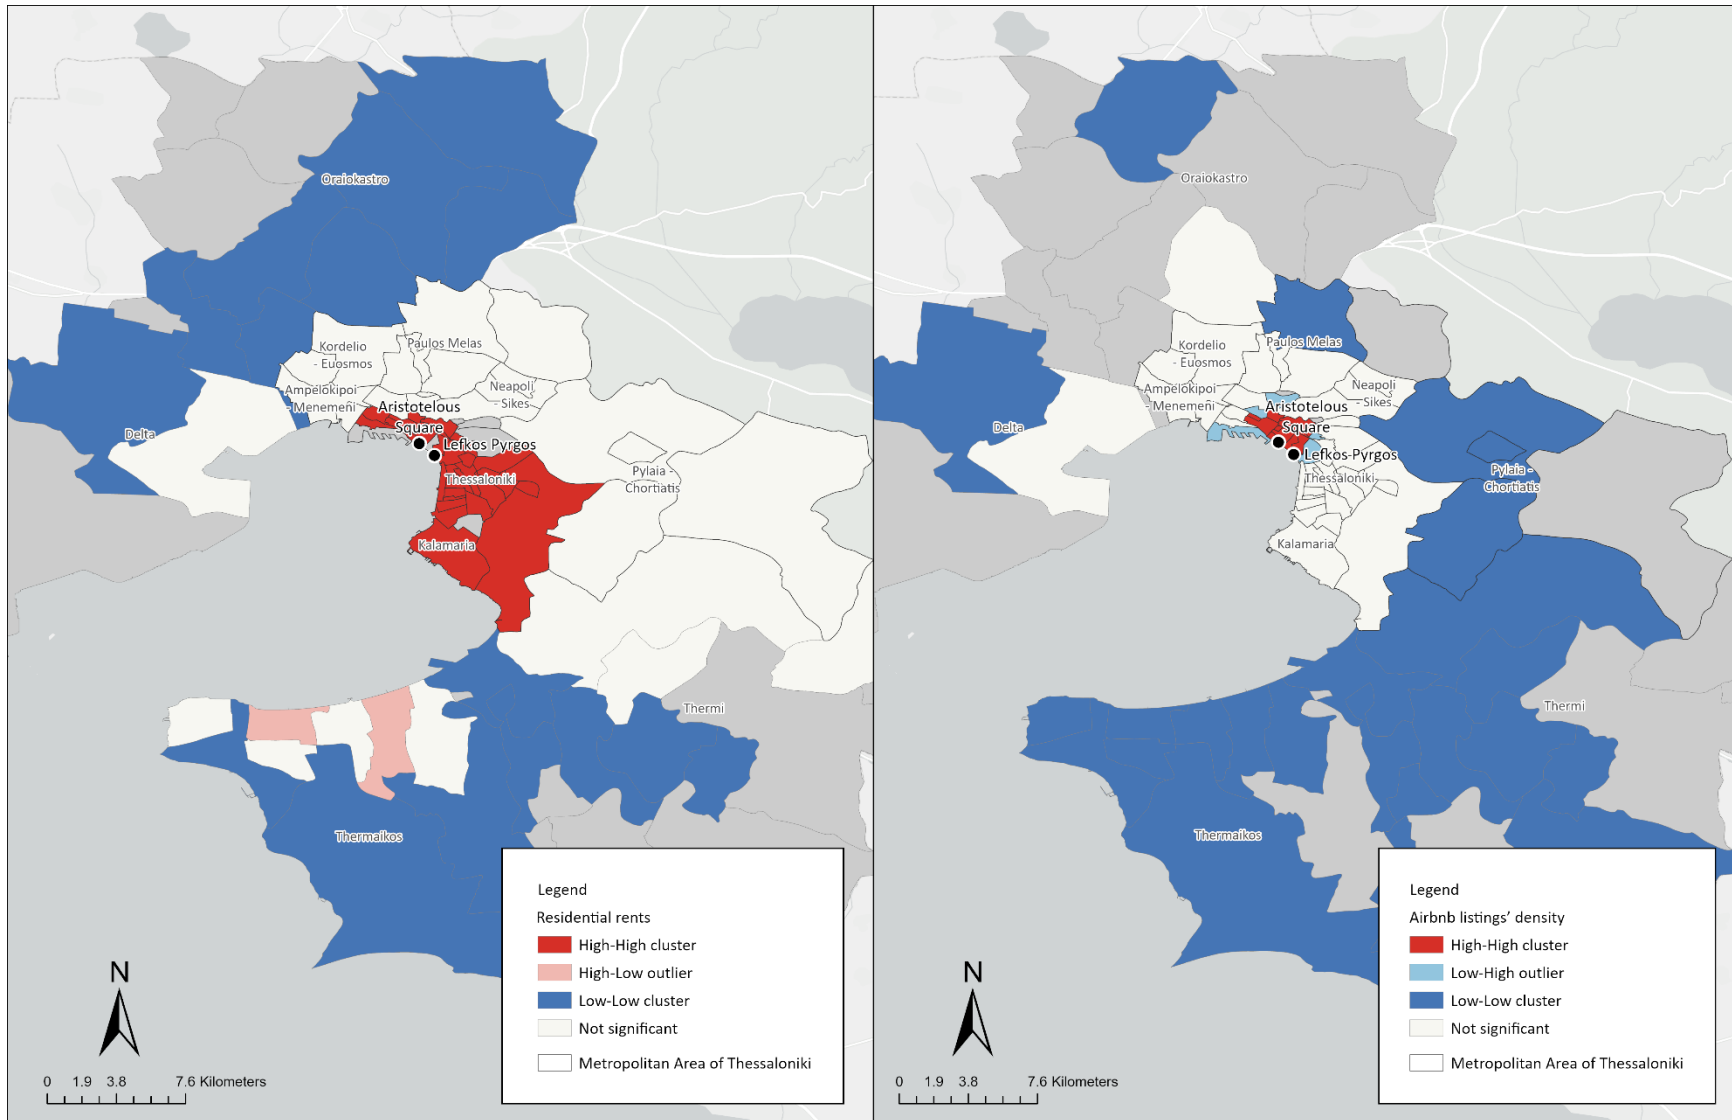 Oraiokastro
Kordelio
- Euosmos
Paulos Melas
Ampelokipoi
- Menemeni
Neapoli
- Sikes
Aristotelous
Square
Delta
Lefkos Pyrgos
Thessaloniki
Pylaia -
Chortiatis
Kalamaria
Thermi
Thermaikos
N
0 1.9 3.8 7.6 Kilometers
Legend
Residential rents
High-High cluster
High-Low outlier
Low-Low cluster
Not significant
Metropolitan Area of Thessaloniki
Oraiokastro
Kordelio
- Euosmos
Paulos Melas
Ampelokipoi
- Menemeni
Neapoli
- Sikes
Aristotelous
Square
Delta
Lefkos Pyrgos
Thessaloniki
Pylaia -
Chortiatis
Kalamaria
Thermi
Thermaikos
N
0 1.9 3.8 7.6 Kilometers
Legend
Airbnb listings' density
High-High cluster
Low-High outlier
Low-Low cluster
Not significant
Metropolitan Area of Thessaloniki